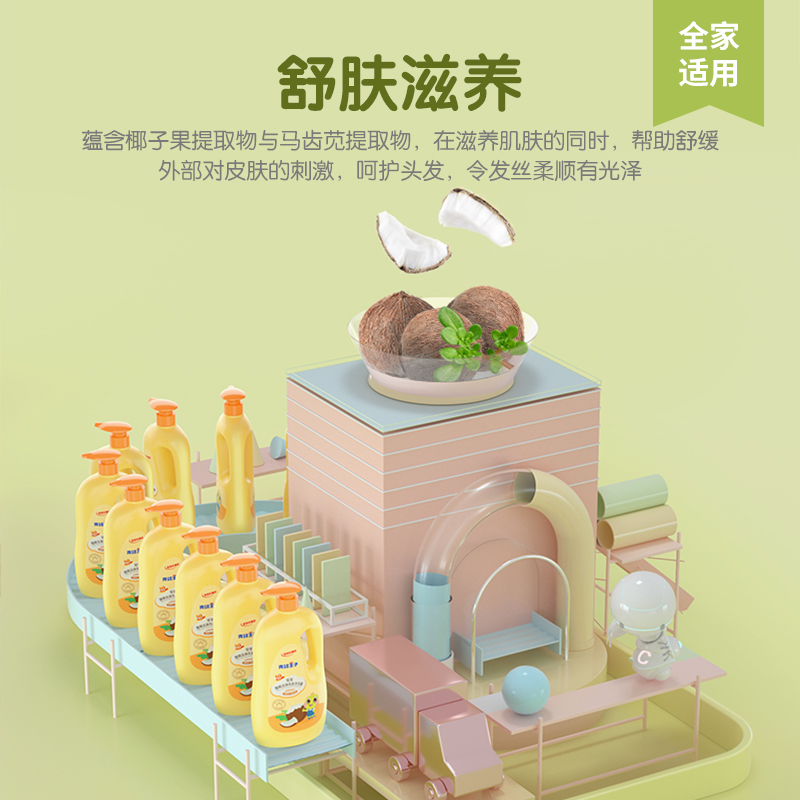 全家
适用
舒肤滋养
蕴含椰子果提取物与马齿苋提取物，在滋养肌肤的同时，帮助舒缓
外部对皮肤的刺激，呵护头发，令发丝柔顺有光泽
C